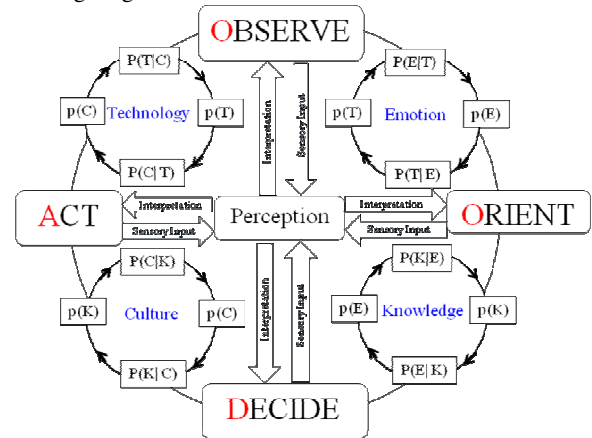 OBSERVE
P(T|C)
P(E|T)
p(C)
Technology
p(T)
p(T)
Emotion
p(E)
P(C|T)
P(T|E)
Interpretation
Sensory Input
ACT
Interpretation
Sensory Input
Perception
Interpretation
Sensory Input
ORIENT
P(C|K)
P(K|E)
p(K)
Culture
p(C)
Interpretation
Sensory Input
p(E)
Knowledge
p(K)
P(K|C)
P(E|K)
DECIDE